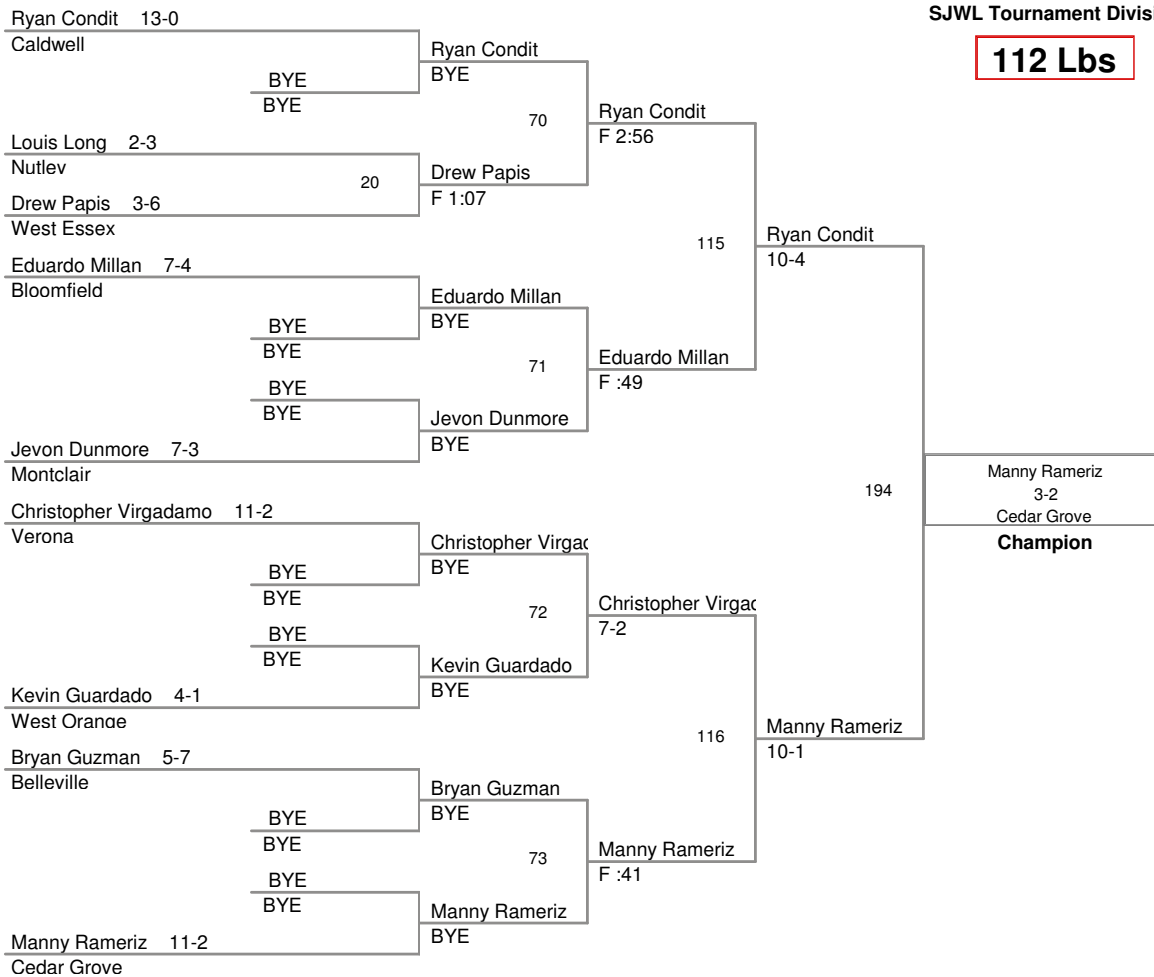 SJWL Tournament Divisi
112 Lbs
Ryan Condit 13-0
Caldwell
BYE
BYE
Louis Long 2-3
Nutley
Drew Papis 3-6
West Essex
Eduardo Millan 7-4
Bloomfield
BYE
BYE
BYE
BYE
Jevon Dunmore 7-3
Montclair
Christopher Virgadamo 11-2
Verona
BYE
BYE
BYE
BYE
Kevin Guardado 4-1
West Orange
Bryan Guzman 5-7
Belleville
BYE
BYE
BYE
BYE
Manny Rameriz 11-2
Cedar Grove
20
Ryan Condit
BYE
Drew Papis
F 1:07
Eduardo Millan
BYE
Jevon Dunmore
BYE
Christopher Virgad
BYE
Kevin Guardado
BYE
Bryan Guzman
BYE
Manny Rameriz
BYE
70
71
72
73
Ryan Condit
F 2:56
Eduardo Millan
F :49
Christopher Virgad
7-2
Manny Rameriz
F :41
115
116
Ryan Condit
10-4
Manny Rameriz
10-1
194
Manny Rameriz
3-2
Cedar Grove
Champion